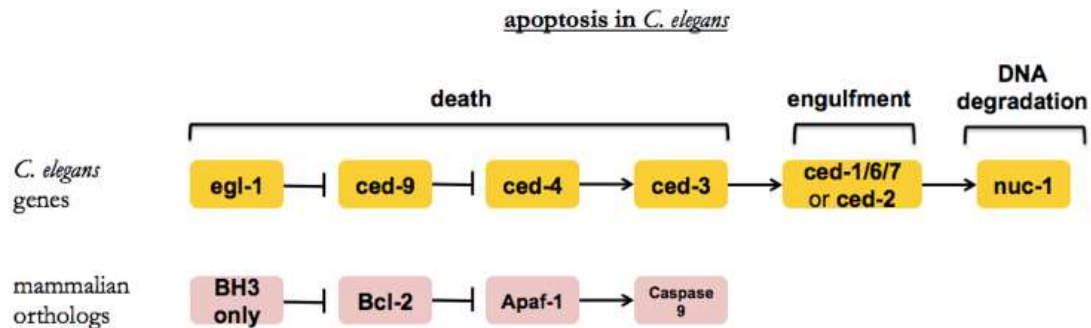 apoptosis in C. elegans
death
engulfment
DNA
degradation
C. elegans
genes
egl-1
ced-9
ced-4
ced-3
ced-1/6/7
or ced-2
nuc-1
mammalian
orthologs
BH3
only
Bcl-2
Apaf-1
Caspase
9